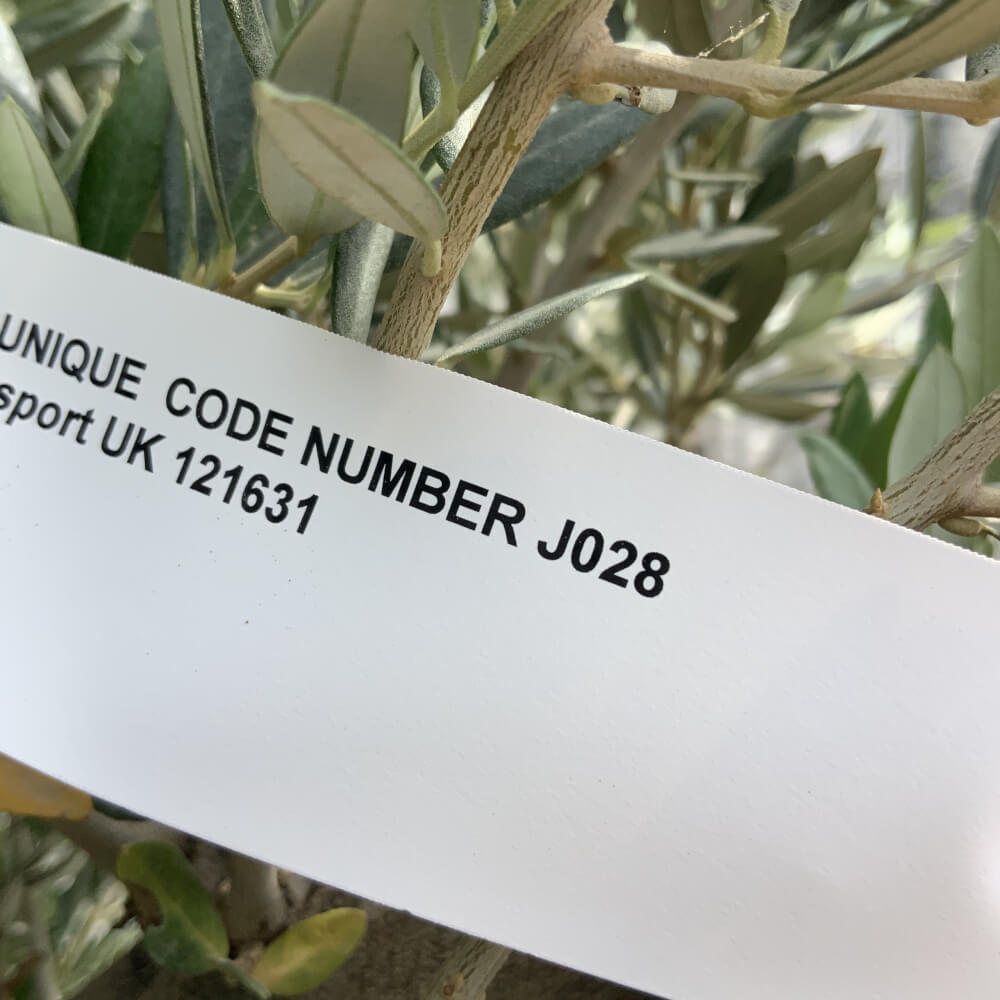 UNIQUE CODE NUMBER J028
sport UK 121631